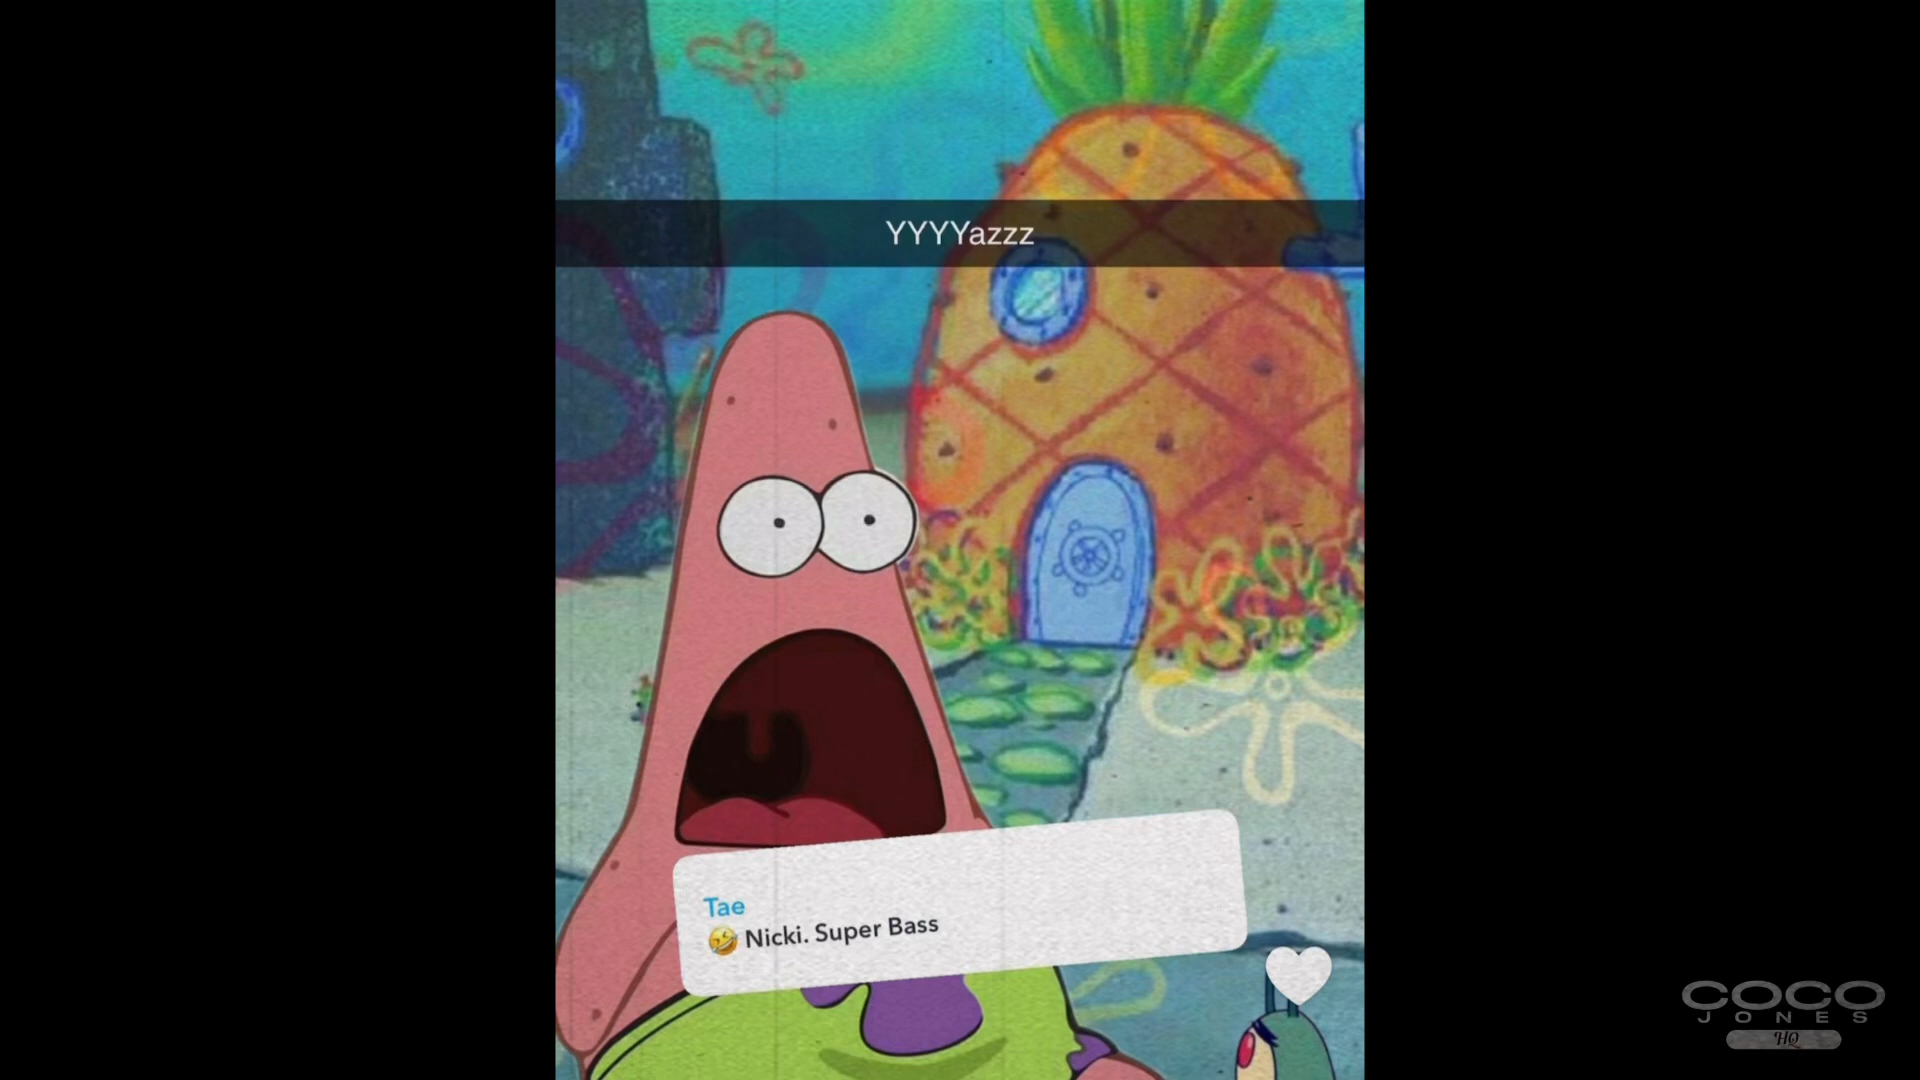 YYYYazzz
Tae
🤣 Nicki. Super Bass
COCO
JONES
HQ